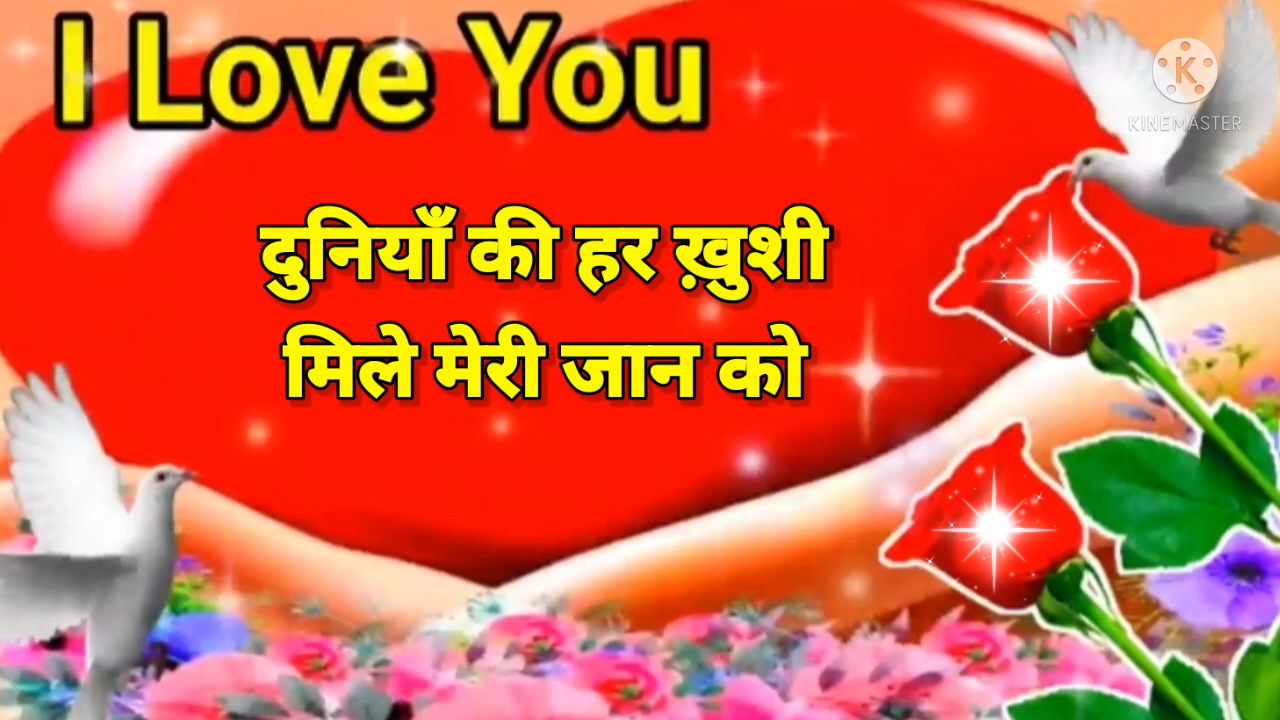 I Love You
KINEMASTER
दुनियाँ की हर ख़ुशी
मिले मेरी जान को